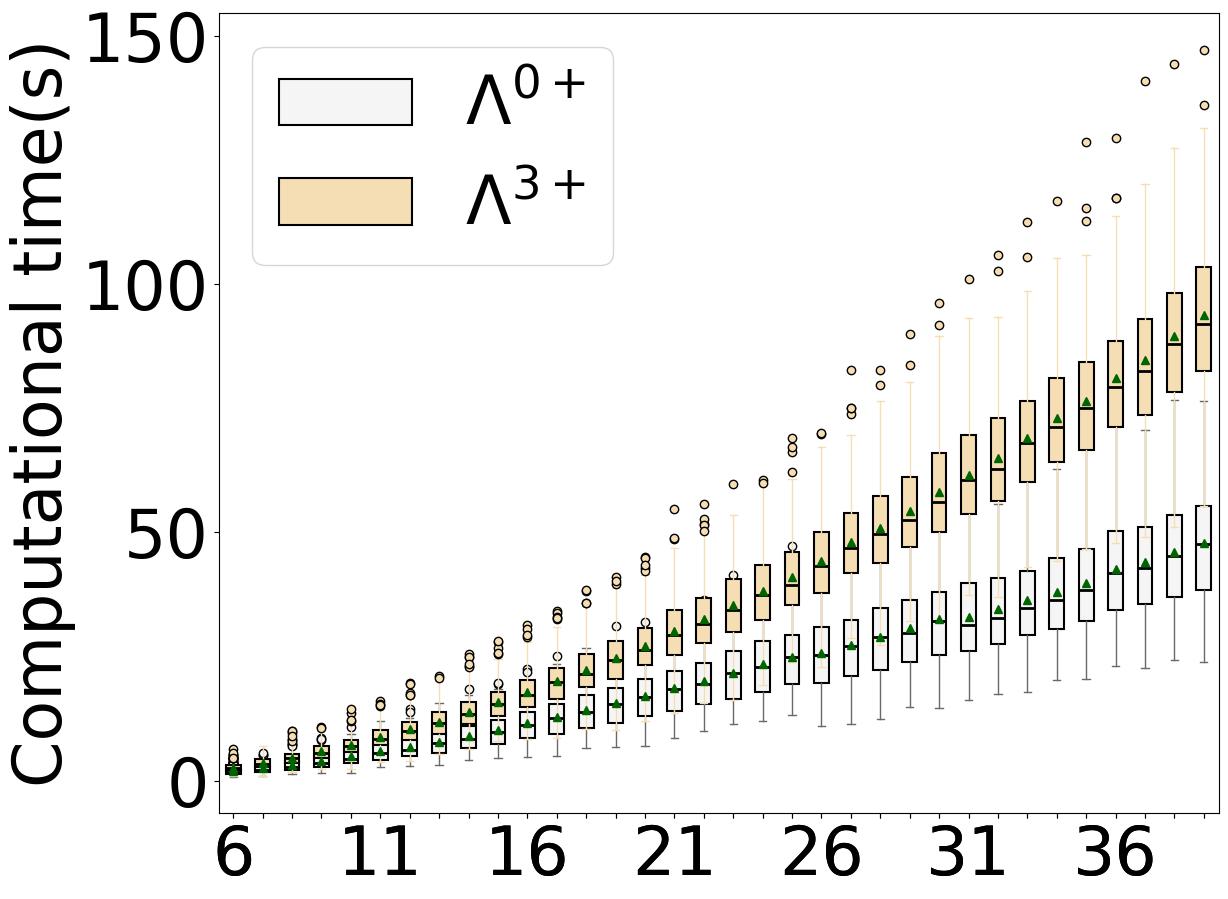 Computational time(s)
150
100
50
0
Λ^{0+}
Λ^{3+}
6 11 16 21 26 31 36